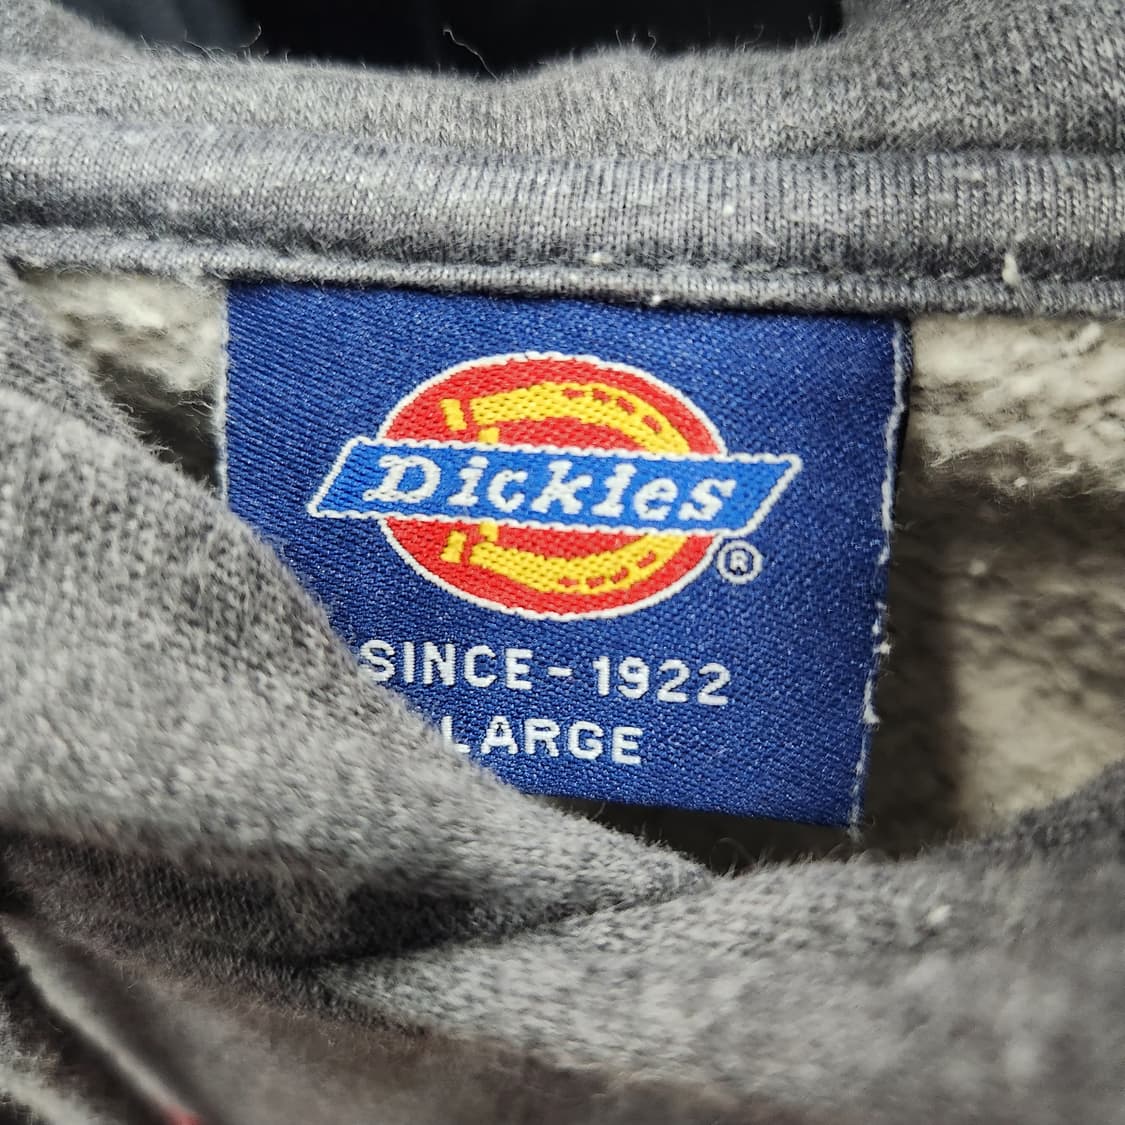 Dickies
®
SINCE - 1922
LARGE